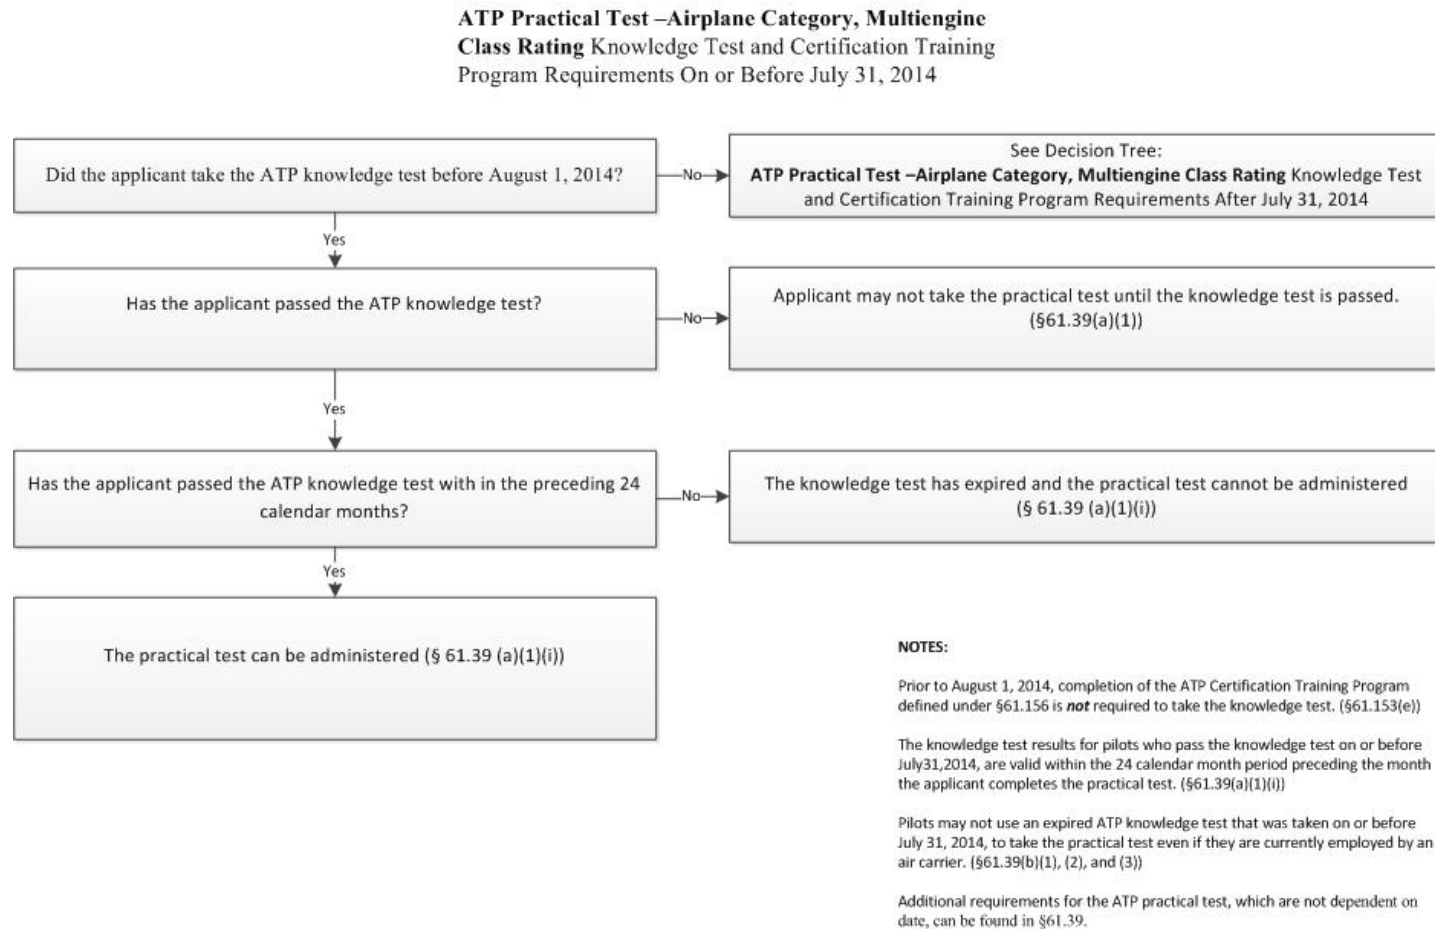 ATP Practical Test –Airplane Category, Multiengine
Class Rating Knowledge Test and Certification Training
Program Requirements On or Before July 31, 2014
Did the applicant take the ATP knowledge test before August 1, 2014?
No
See Decision Tree:
ATP Practical Test –Airplane Category, Multiengine Class Rating Knowledge Test
and Certification Training Program Requirements After July 31, 2014
Yes
Has the applicant passed the ATP knowledge test?
No
Applicant may not take the practical test until the knowledge test is passed.
(§61.39(a)(1))
Yes
Has the applicant passed the ATP knowledge test with in the preceding 24
calendar months?
No
The knowledge test has expired and the practical test cannot be administered
(§ 61.39 (a)(1)(i))
Yes
The practical test can be administered (§ 61.39 (a)(1)(i))
NOTES:
Prior to August 1, 2014, completion of the ATP Certification Training Program
defined under §61.156 is not required to take the knowledge test. (§61.153(e))
The knowledge test results for pilots who pass the knowledge test on or before
July31,2014, are valid within the 24 calendar month period preceding the month
the applicant completes the practical test. (§61.39(a)(1)(i))
Pilots may not use an expired ATP knowledge test that was taken on or before
July 31, 2014, to take the practical test even if they are currently employed by an
air carrier. (§61.39(b)(1), (2), and (3))
Additional requirements for the ATP practical test, which are not dependent on
date, can be found in §61.39.